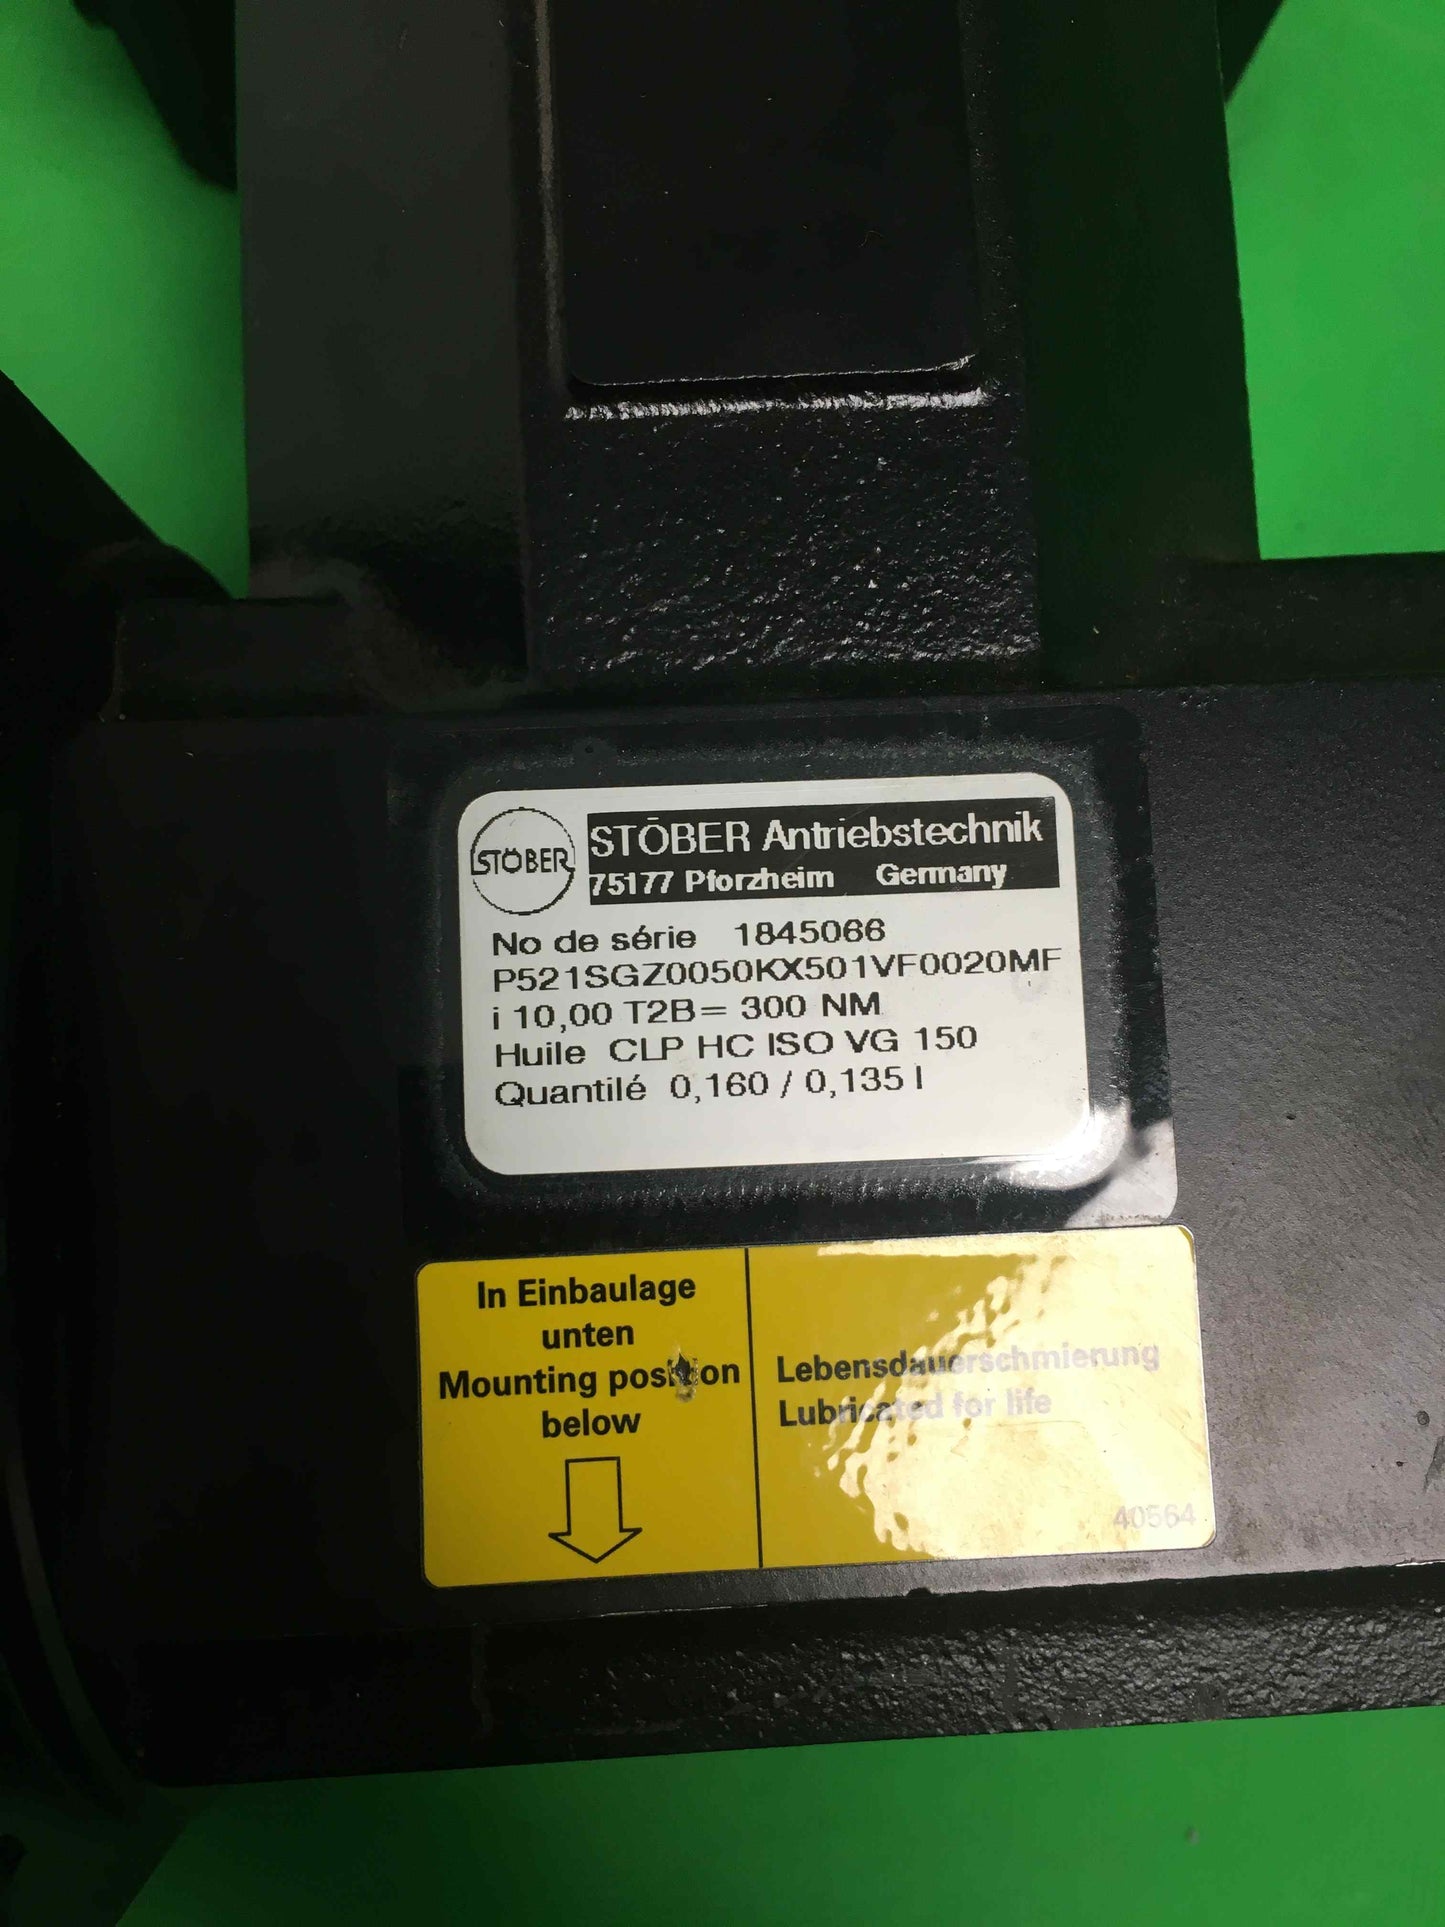 STÖBER
STÖBER Antriebstechnik
75177 Pforzheim Germany
No de série 1845066
P521SGZ0050KX501VF0020MF
i 10,00 T2B= 300 NM
Huile CLP HC ISO VG 150
Quantilé 0,160 / 0,135 l
In Einbaulage
unten
Mounting position
below
Lebensdauerschmierung
Lubricated for life
40564